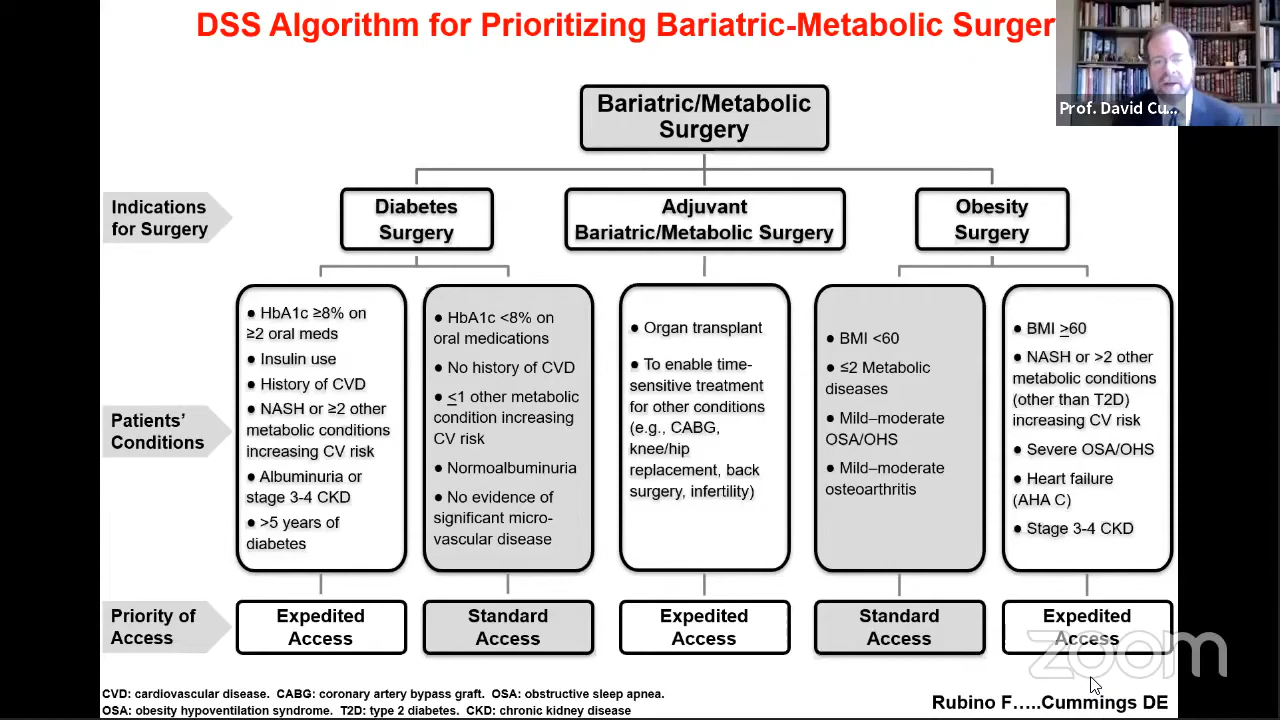 DSS Algorithm for Prioritizing Bariatric-Metabolic Surger
Prof. David Cu...
Bariatric/Metabolic
Surgery
Indications
for Surgery
Diabetes
Surgery
Adjuvant
Bariatric/Metabolic Surgery
Obesity
Surgery
Patients'
Conditions
● HbA1c ≥8% on
≥2 oral meds
● Insulin use
● History of CVD
● NASH or ≥2 other
metabolic conditions
increasing CV risk
● Albuminuria or
stage 3-4 CKD
● >5 years of
diabetes
● HbA1c <8% on
oral medications
● No history of CVD
● ≤1 other metabolic
condition increasing
CV risk
● Normoalbuminuria
● No evidence of
significant micro-
vascular disease
● Organ transplant
● To enable time-
sensitive treatment
for other conditions
(e.g., CABG,
knee/hip
replacement, back
surgery, infertility)
● BMI <60
● ≤2 Metabolic
diseases
● Mild–moderate
OSA/OHS
● Mild–moderate
osteoarthritis
● BMI ≥60
● NASH or >2 other
metabolic conditions
(other than T2D)
increasing CV risk
● Severe OSA/OHS
● Heart failure
(AHA C)
● Stage 3-4 CKD
Priority of
Access
Expedited
Access
Standard
Access
Expedited
Access
Standard
Access
Expedited
Access
zoom
CVD: cardiovascular disease. CABG: coronary artery bypass graft. OSA: obstructive sleep apnea.
OSA: obesity hypoventilation syndrome. T2D: type 2 diabetes. CKD: chronic kidney disease
Rubino F…..Cummings DE